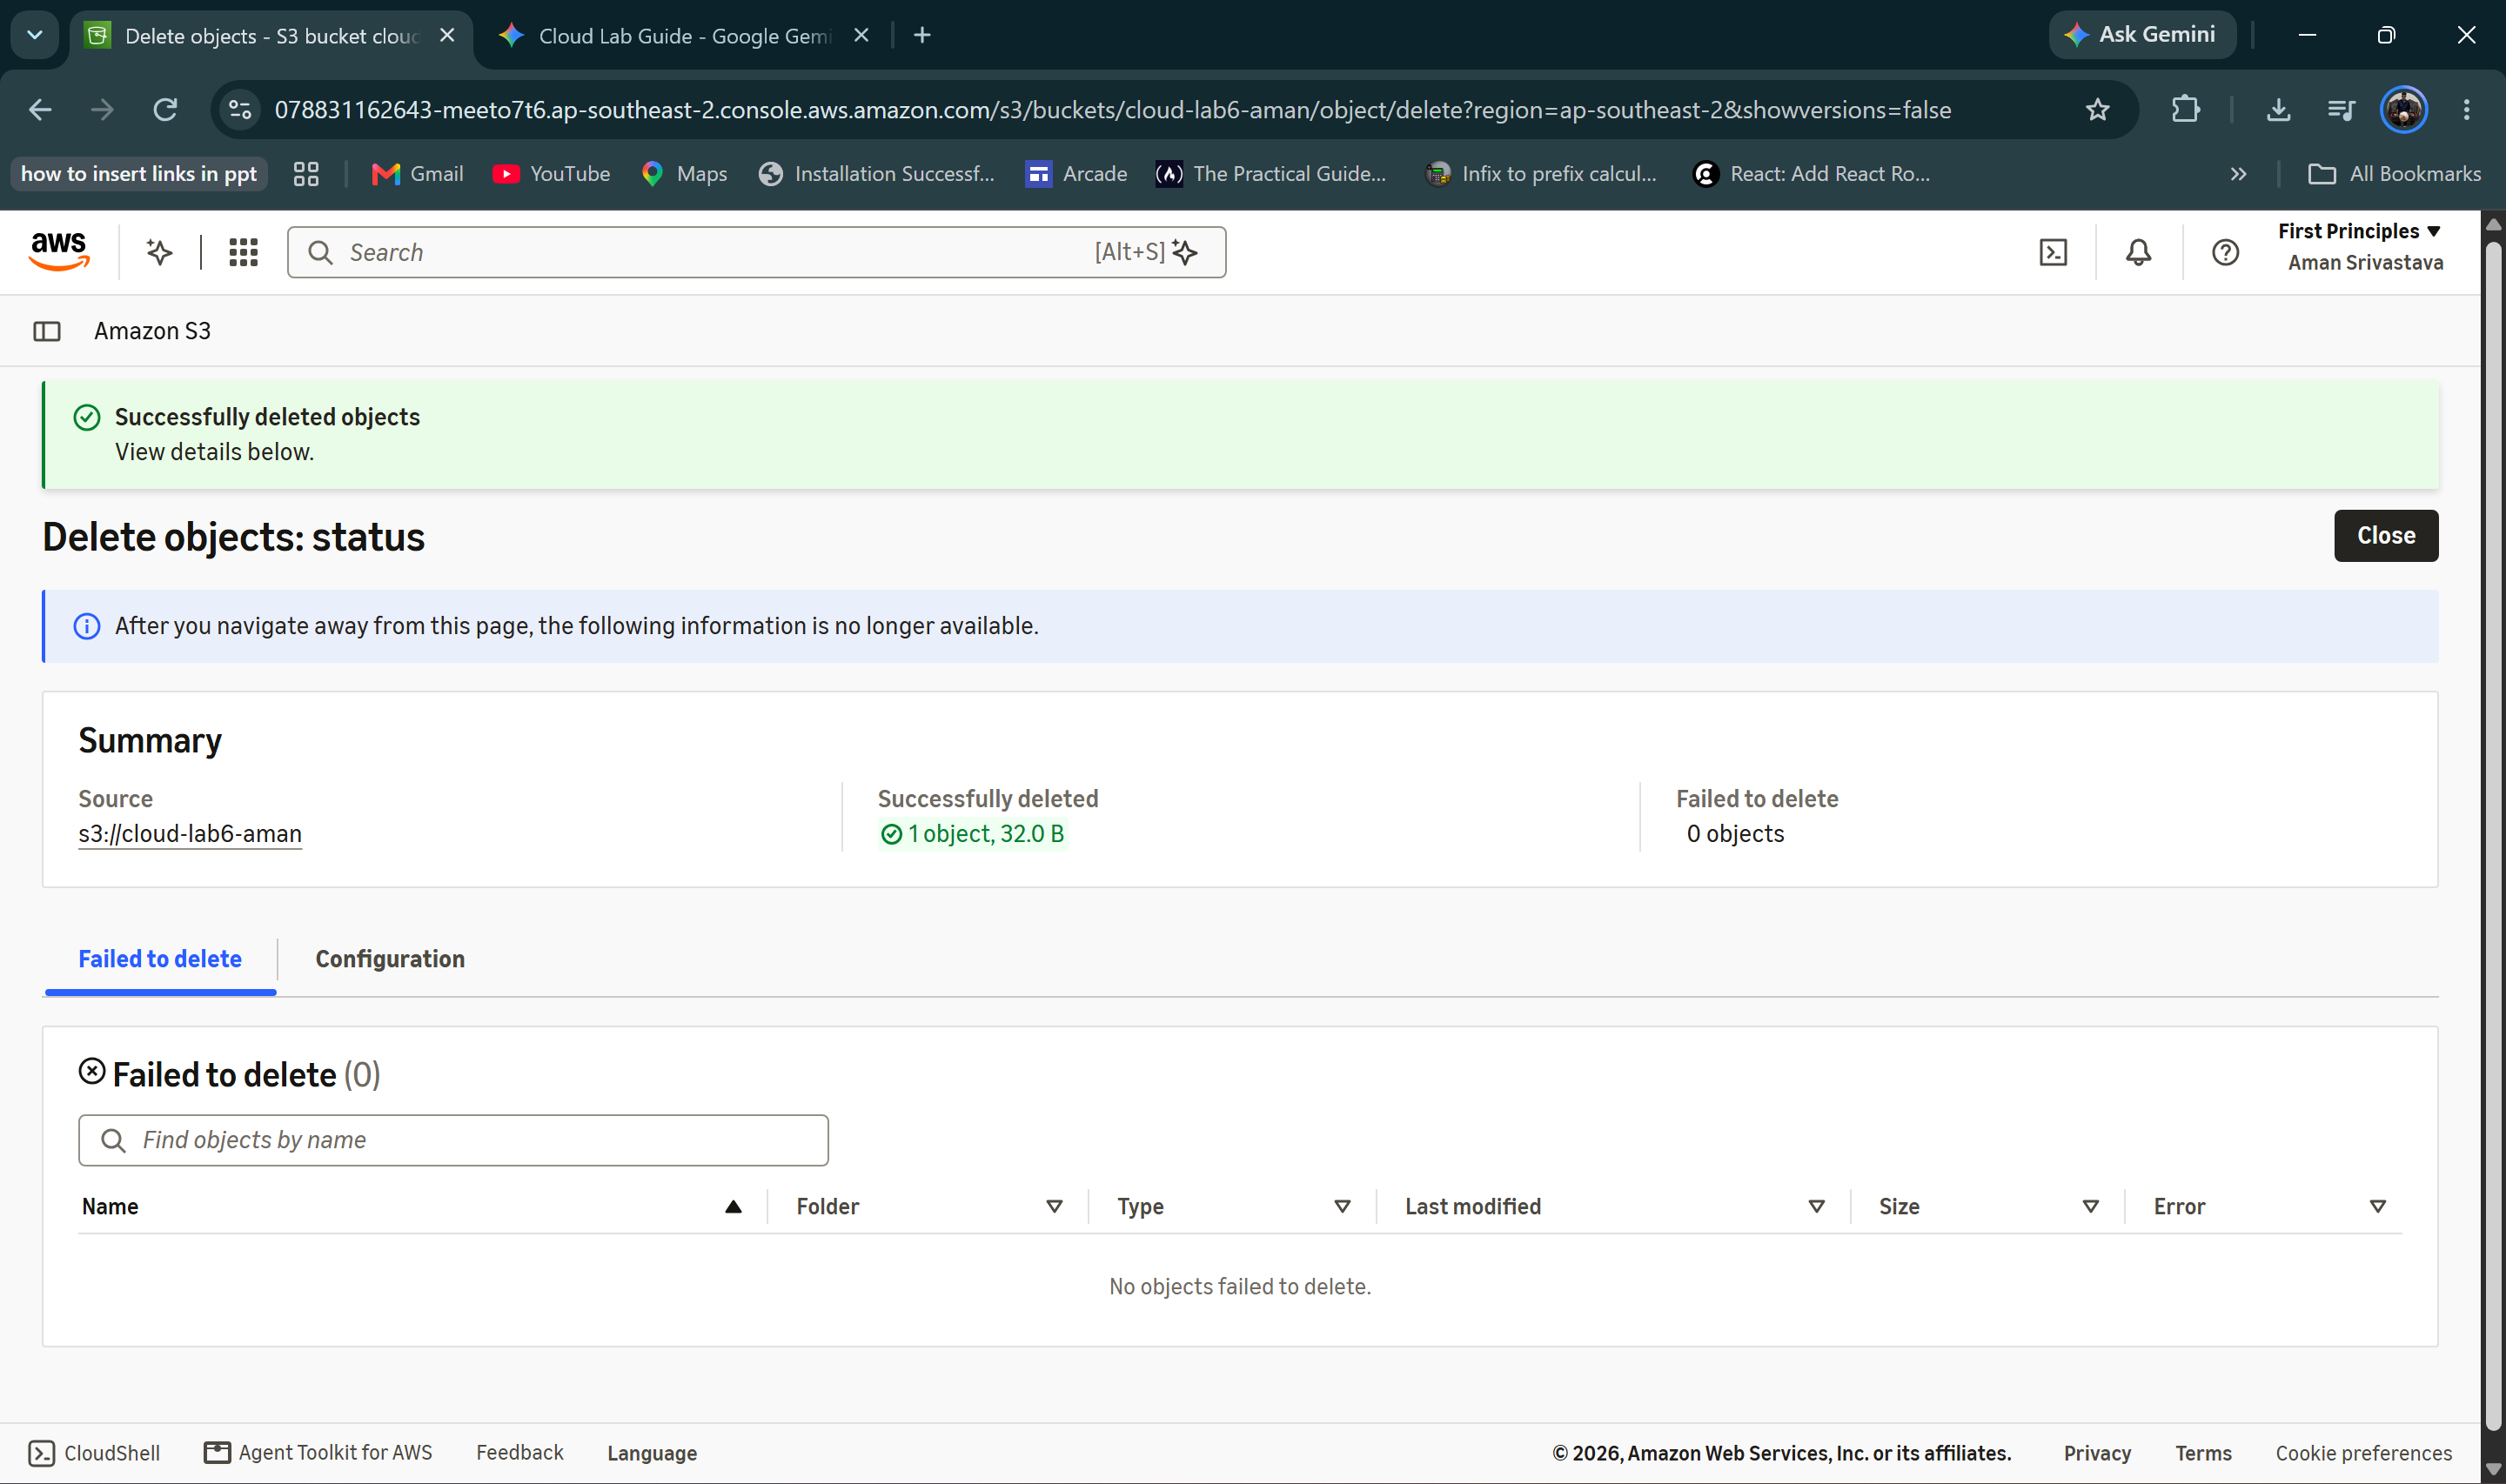 Delete objects - S3 bucket clou
Cloud Lab Guide - Google Gemi
Ask Gemini
078831162643-meeto7t6.ap-southeast-2.console.aws.amazon.com/s3/buckets/cloud-lab6-aman/object/delete?region=ap-southeast-2&showversions=false
how to insert links in ppt
Gmail
YouTube
Maps
Installation Successf...
Arcade
The Practical Guide...
Infix to prefix calcul...
React: Add React Ro...
All Bookmarks
aws
Search
[Alt+S]
First Principles
Aman Srivastava
Amazon S3
Successfully deleted objects
View details below.
Delete objects: status
Close
After you navigate away from this page, the following information is no longer available.
Summary
Source
s3://cloud-lab6-aman
Successfully deleted
1 object, 32.0 B
Failed to delete
0 objects
Failed to delete
Configuration
Failed to delete (0)
Find objects by name
Name
Folder
Type
Last modified
Size
Error
No objects failed to delete.
CloudShell
Agent Toolkit for AWS
Feedback
Language
© 2026, Amazon Web Services, Inc. or its affiliates.
Privacy
Terms
Cookie preferences